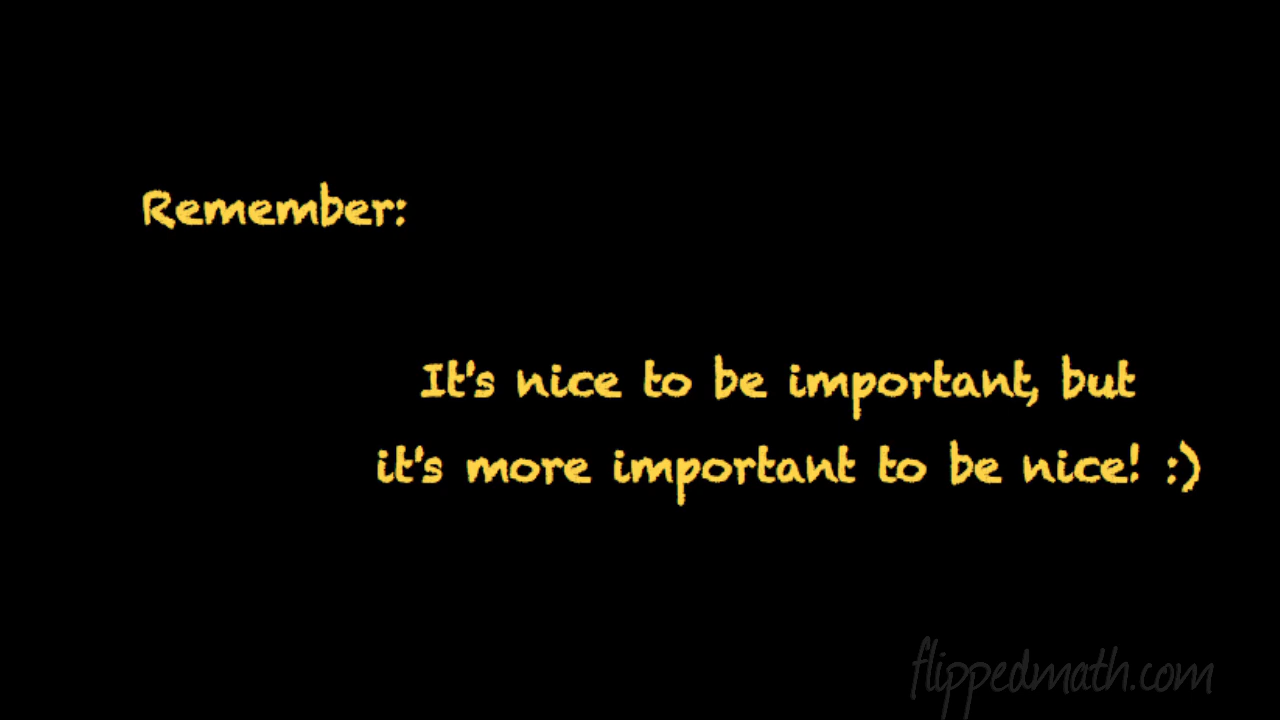 Remember:
It's nice to be important, but
it's more important to be nice! :)
flippedmath.com